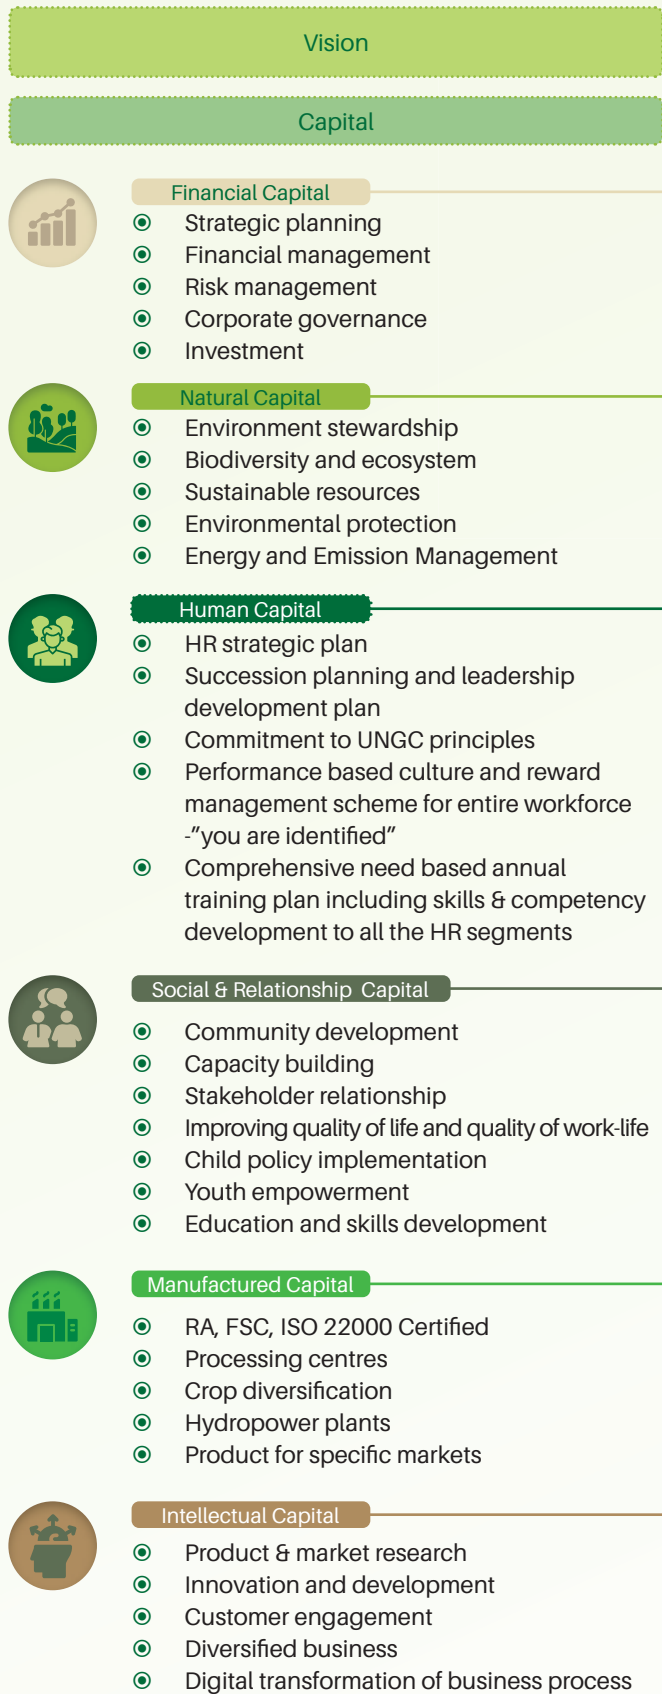 Vision
Capital
Financial Capital
Strategic planning
Financial management
Risk management
Corporate governance
Investment
Natural Capital
Environment stewardship
Biodiversity and ecosystem
Sustainable resources
Environmental protection
Energy and Emission Management
Human Capital
HR strategic plan
Succession planning and leadership
development plan
Commitment to UNGC principles
Performance based culture and reward
management scheme for entire workforce
-"you are identified"
Comprehensive need based annual
training plan including skills & competency
development to all the HR segments
Social & Relationship Capital
Community development
Capacity building
Stakeholder relationship
Improving quality of life and quality of work-life
Child policy implementation
Youth empowerment
Education and skills development
Manufactured Capital
RA, FSC, ISO 22000 Certified
Processing centres
Crop diversification
Hydropower plants
Product for specific markets
Intellectual Capital
Product & market research
Innovation and development
Customer engagement
Diversified business
Digital transformation of business process